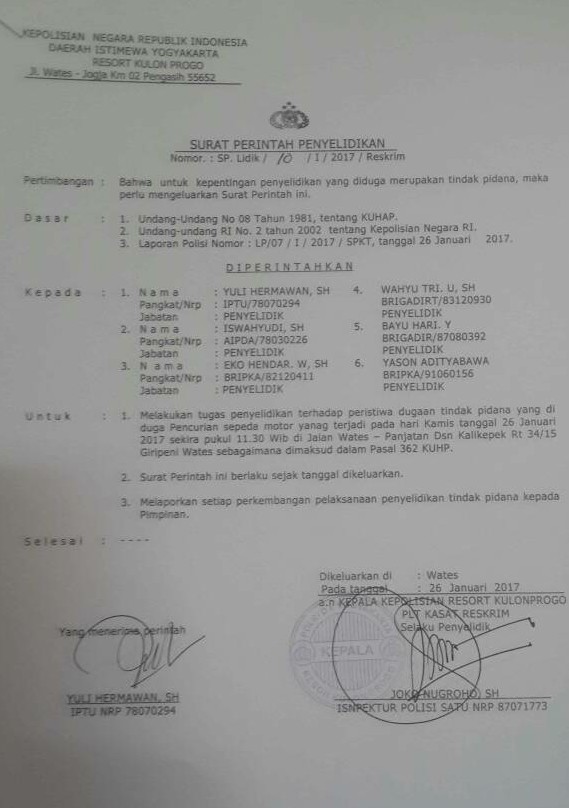 KEPOLISIAN NEGARA REPUBLIK INDONESIA
DAERAH ISTIMEWA YOGYAKARTA
RESORT KULON PROGO
Jl. Wates - Jogja Km 02 Pengasih 55652
SURAT PERINTAH PENYELIDIKAN
Nomor. : SP. Lidik / 10 / I / 2017 / Reskrim
Pertimbangan : Bahwa untuk kepentingan penyelidikan yang diduga merupakan tindak pidana, maka
perlu mengeluarkan Surat Perintah ini.
D a s a r : 1. Undang-Undang No 08 Tahun 1981, tentang KUHAP.
2. Undang-undang RI No. 2 tahun 2002 tentang Kepolisian Negara RI.
3. Laporan Polisi Nomor : LP/07 / I / 2017 / SPKT, tanggal 26 Januari 2017.
D I P E R I N T A H K A N
K e p a d a : 1. N a m a : YULI HERMAWAN, SH 4. WAHYU TRI. U, SH
Pangkat/Nrp : IPTU/78070294 BRIGADIRT/83120930
Jabatan : PENYELIDIK PENYELIDIK
2. N a m a : ISWAHYUDI, SH 5. BAYU HARI. Y
Pangkat/Nrp : AIPDA/78030226 BRIGADIR/87080392
Jabatan : PENYELIDIK PENYELIDIK
3. N a m a : EKO HENDAR. W, SH 6. YASON ADITYABAWA
Pangkat/Nrp : BRIPKA/82120411 BRIPKA/91060156
Jabatan : PENYELIDIK PENYELIDIK
U n t u k : 1. Melakukan tugas penyelidikan terhadap peristiwa dugaan tindak pidana yang di
duga Pencurian sepeda motor yanag terjadi pada hari Kamis tanggal 26 Januari
2017 sekira pukul 11.30 Wib di Jalan Wates – Panjatan Dsn Kalikepek Rt 34/15
Giripeni Wates sebagaimana dimaksud dalam Pasal 362 KUHP.
2. Surat Perintah ini berlaku sejak tanggal dikeluarkan.
3. Melaporkan setiap perkembangan pelaksanaan penyelidikan tindak pidana kepada
Pimpinan.
S e l e s a i : - - - -
Dikeluarkan di : Wates
Pada tanggal : 26 Januari 2017
a.n KEPALA KEPOLISIAN RESORT KULONPROGO
PLT KASAT RESKRIM
Selaku Penyelidik
Yang menerima perintah
KEPALA
YULI HERMAWAN, SH
IPTU NRP 78070294
JOKO NUGROHO, SH
ISNPEKTUR POLISI SATU NRP 87071773